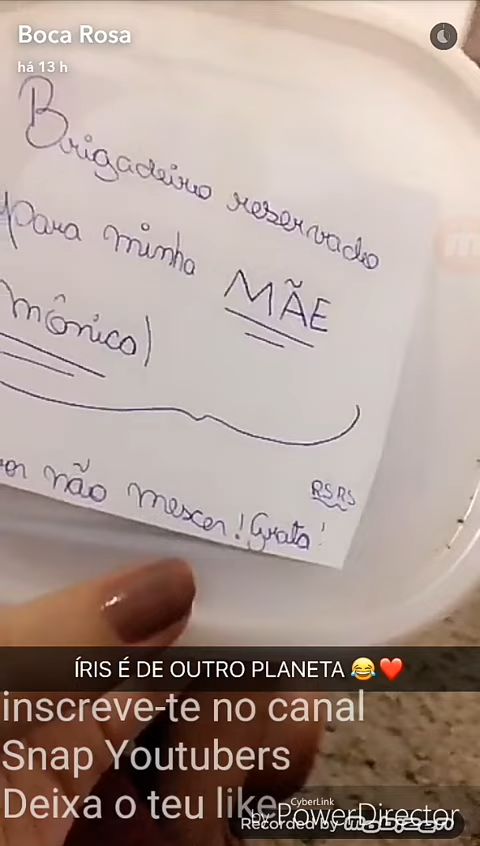 Boca Rosa
há 13 h
Brigadeiro reservado
para minha MÃE
Mônica)
não mexer! Grata!
RSRS
ÍRIS É DE OUTRO PLANETA 😂❤️
inscreve-te no canal
Snap Youtubers
Deixa o teu like
CyberLink
by PowerDirector
Recorded by